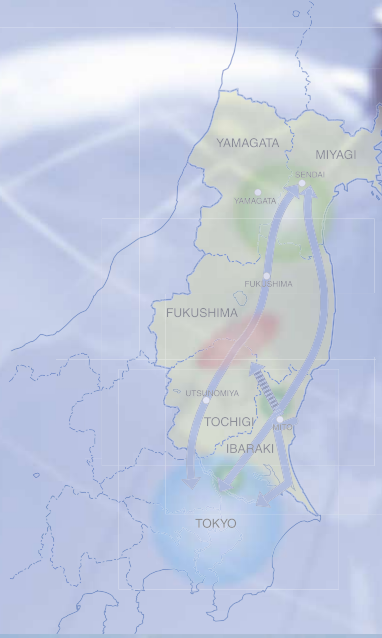 YAMAGATA
MIYAGI
SENDAI
YAMAGATA
FUKUSHIMA
FUKUSHIMA
UTSUNOMIYA
TOCHIGI
MITO
IBARAKI
TOKYO